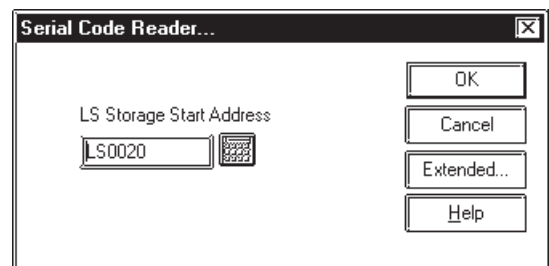 Serial Code Reader...
OK
LS Storage Start Address
Cancel
LS0020
Extended...
Help